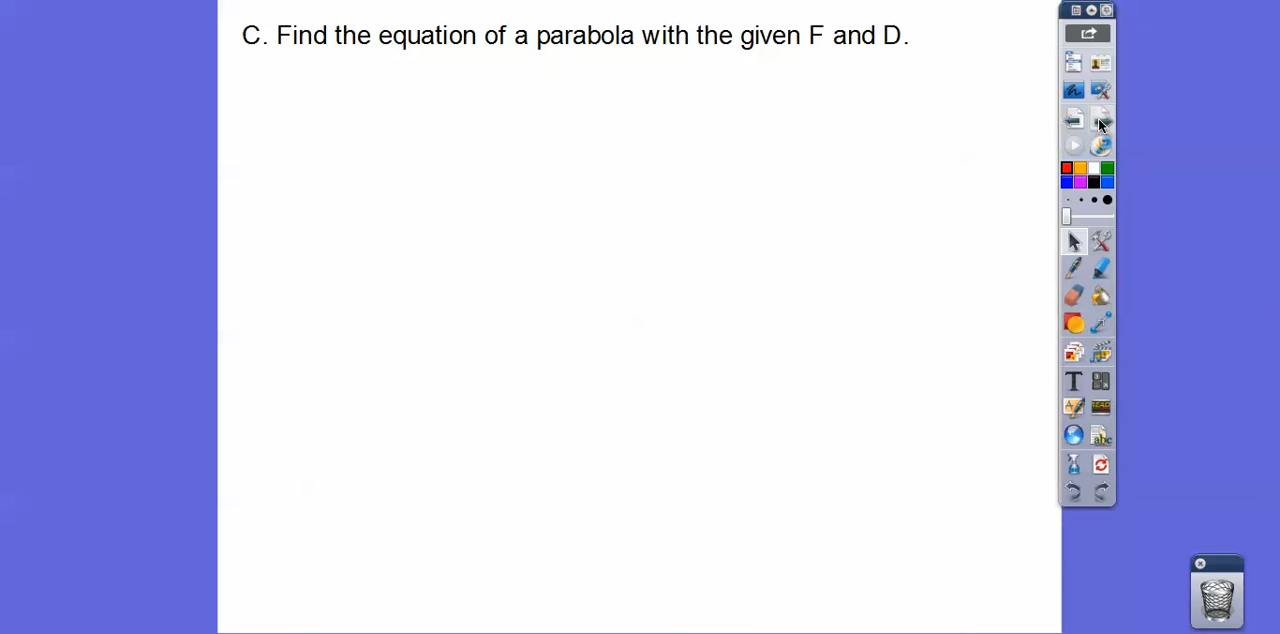 C. Find the equation of a parabola with the given F and D.